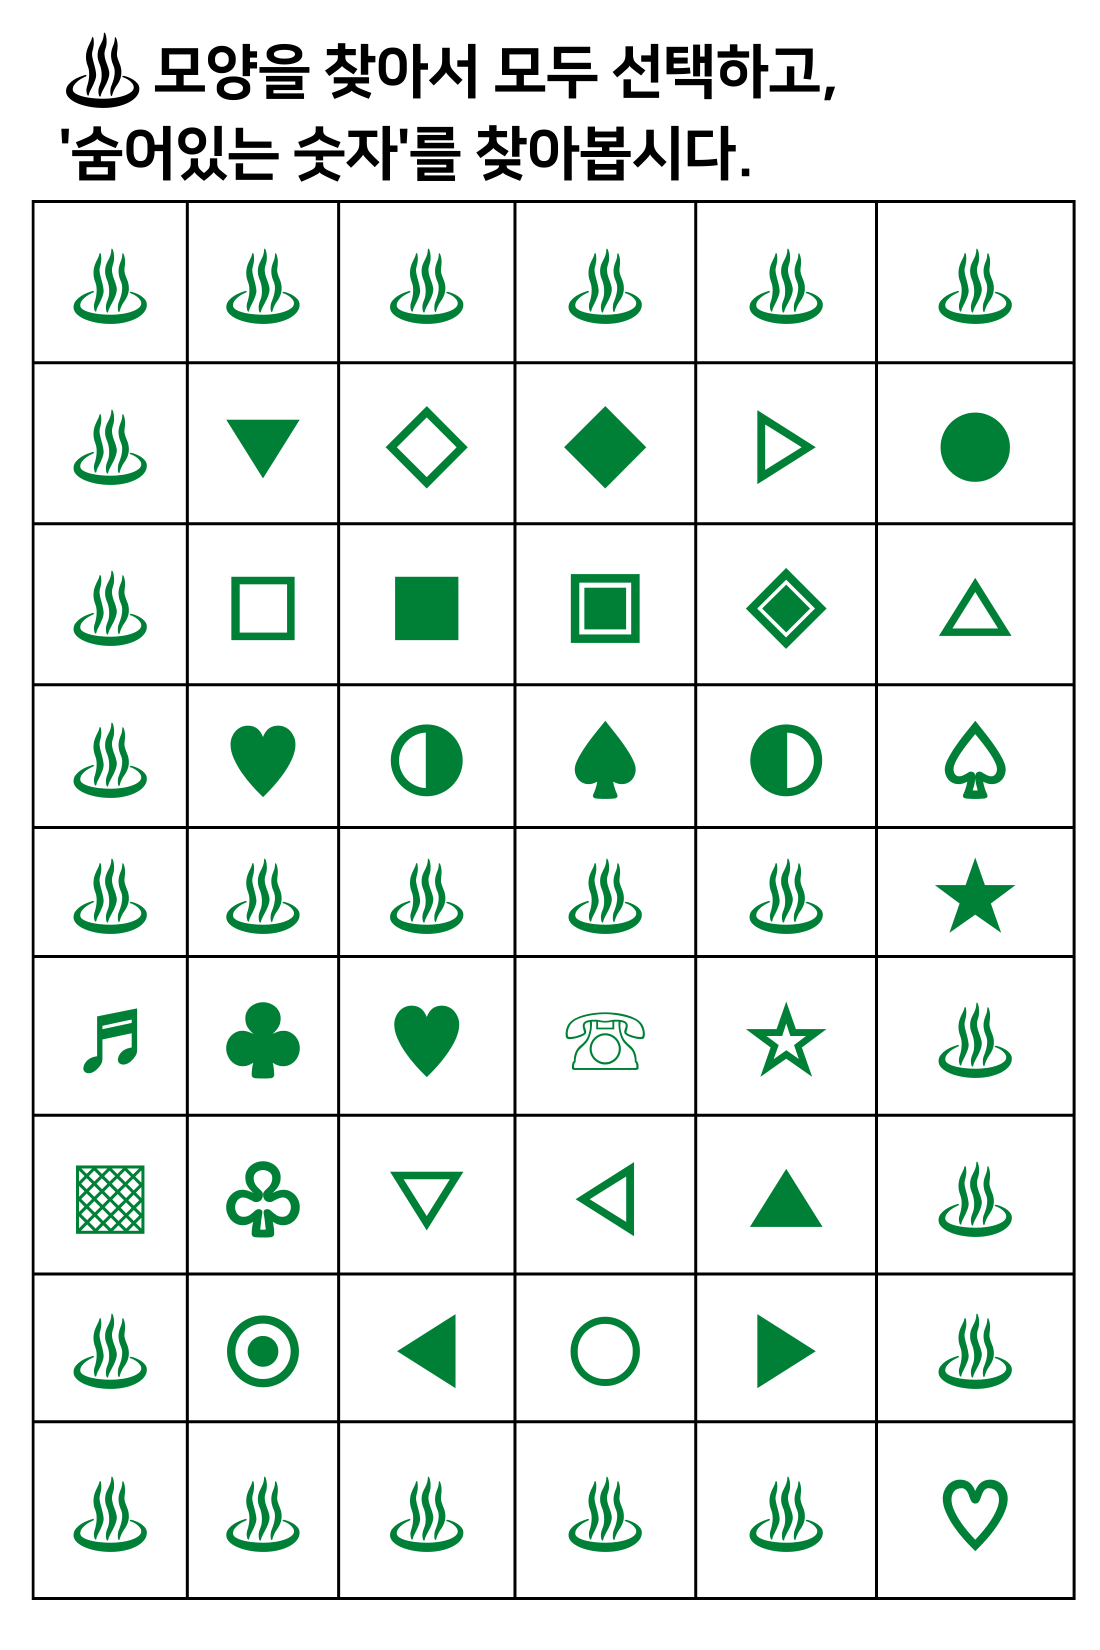 ♨ 모양을 찾아서 모두 선택하고,
'숨어있는 숫자'를 찾아봅시다.
♨ ♨ ♨ ♨ ♨ ♨
♨ ▼ ◇ ◆ ▷ ●
♨ □ ■ ▣ ◈ △
♨ ♥ ◑ ♠ ◐ ♤
♨ ♨ ♨ ♨ ♨ ★
♬ ♣ ♥ ☏ ☆ ♨
▩ ♧ ▽ ◁ ▲ ♨
♨ ◉ ◀ ○ ▶ ♨
♨ ♨ ♨ ♨ ♨ ♡